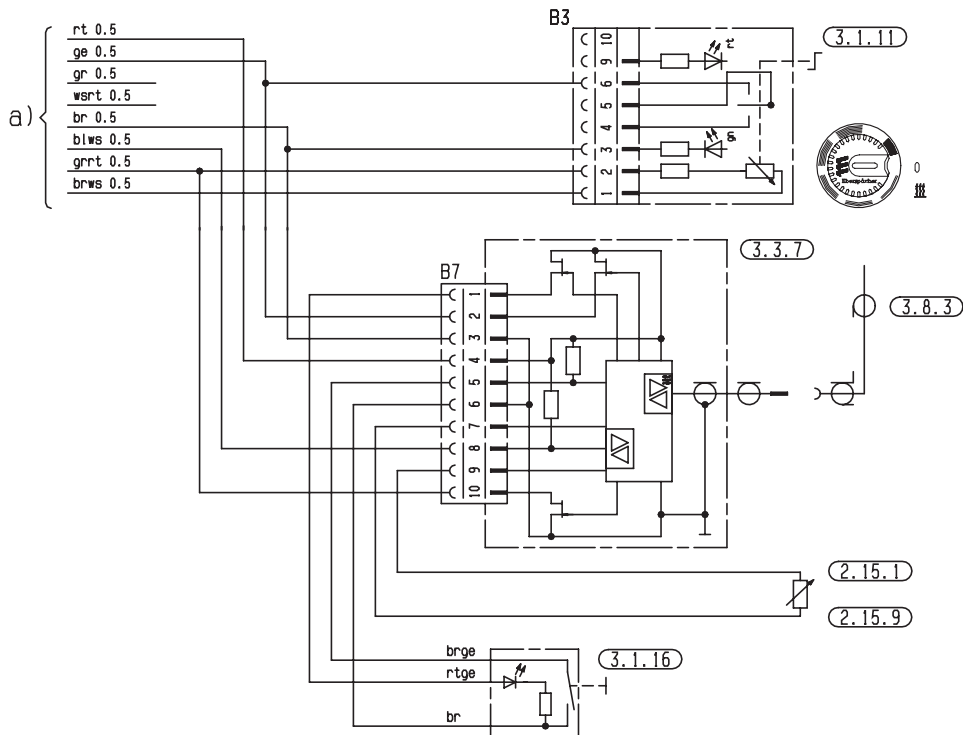 B3
rt 0.5
ge 0.5
gr 0.5
wsrt 0.5
br 0.5
blws 0.5
grrt 0.5
brws 0.5
a)
10
9
6
5
4
3
2
1
rt
gn
3.1.11
Eberspächer
B7
1
2
3
4
5
6
7
8
9
10
3.3.7
3.8.3
2.15.1
2.15.9
brge
rtge
br
3.1.16